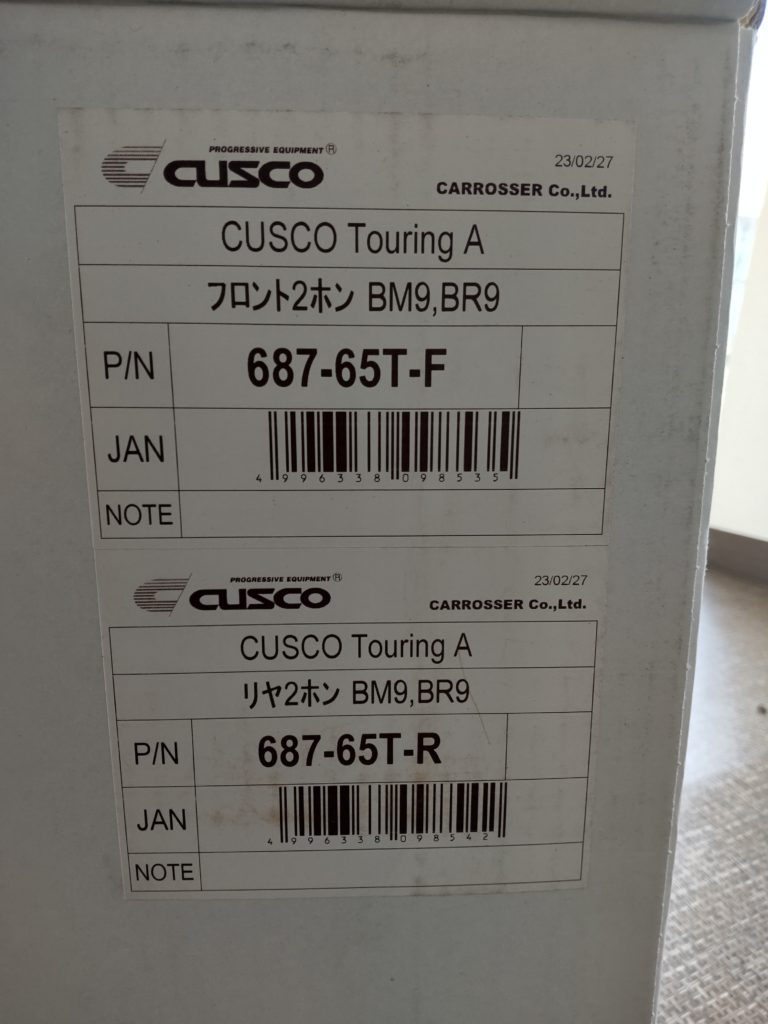 PROGRESSIVE EQUIPMENT®
CUSCO
23/02/27
CARROSSER Co.,Ltd.
CUSCO Touring A
フロント2ホン BM9,BR9
P/N 687-65T-F
JAN
4996338098535
NOTE
PROGRESSIVE EQUIPMENT®
CUSCO
23/02/27
CARROSSER Co.,Ltd.
CUSCO Touring A
リヤ2ホン BM9,BR9
P/N 687-65T-R
JAN
4996338098542
NOTE